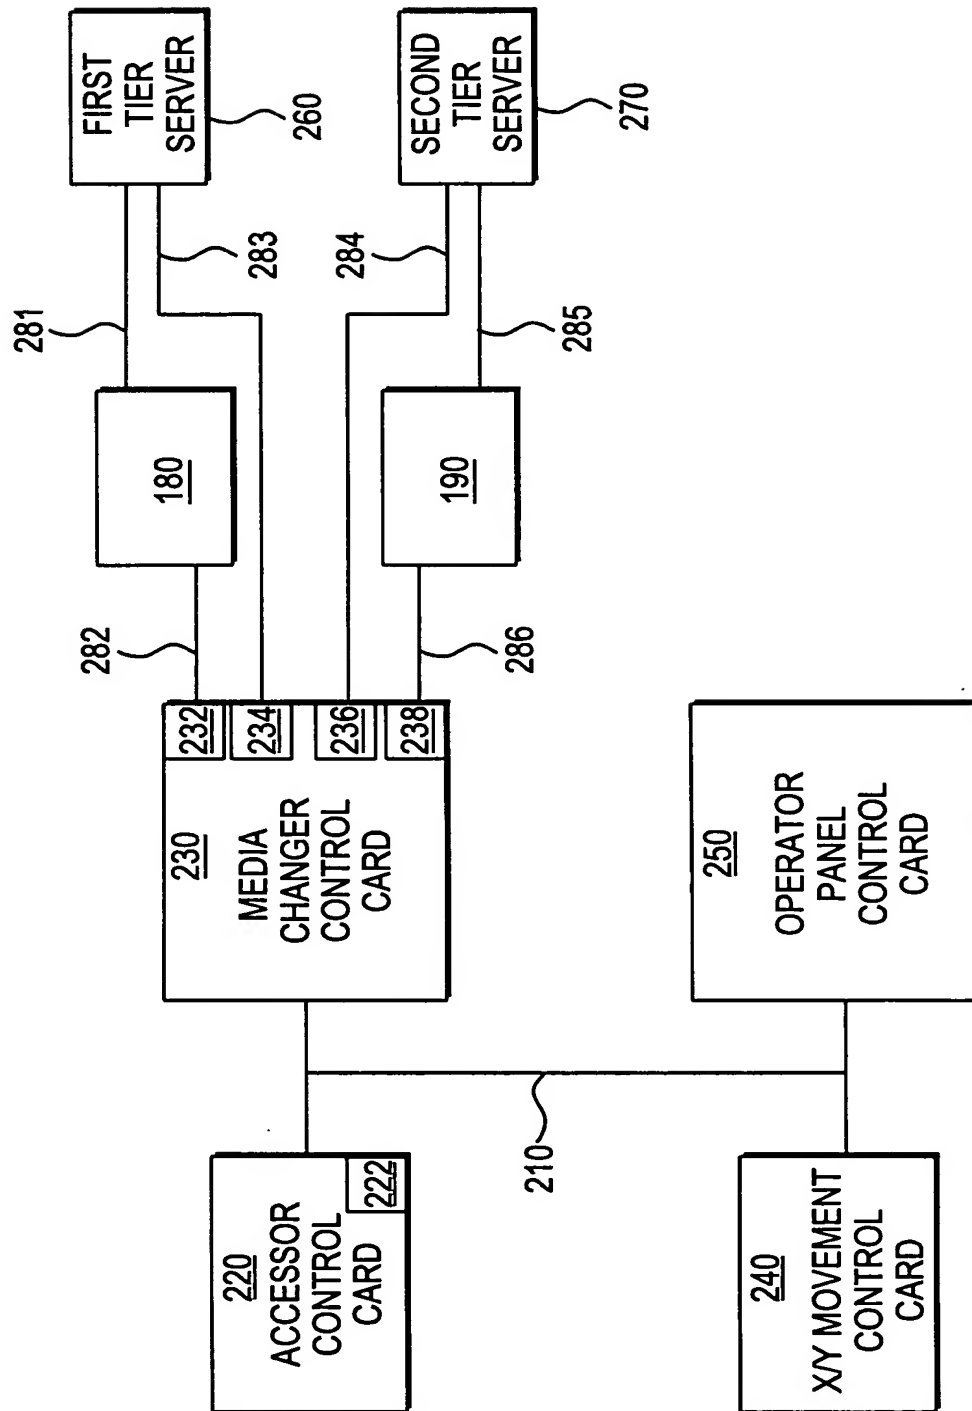 FIRST
TIER
SERVER
260
SECOND
TIER
SERVER
270
281
283
284
285
180
190
282
286
232
234
236
238
230
MEDIA
CHANGER
CONTROL
CARD
250
OPERATOR
PANEL
CONTROL
CARD
210
220
ACCESSOR
CONTROL
CARD
222
240
X/Y MOVEMENT
CONTROL
CARD